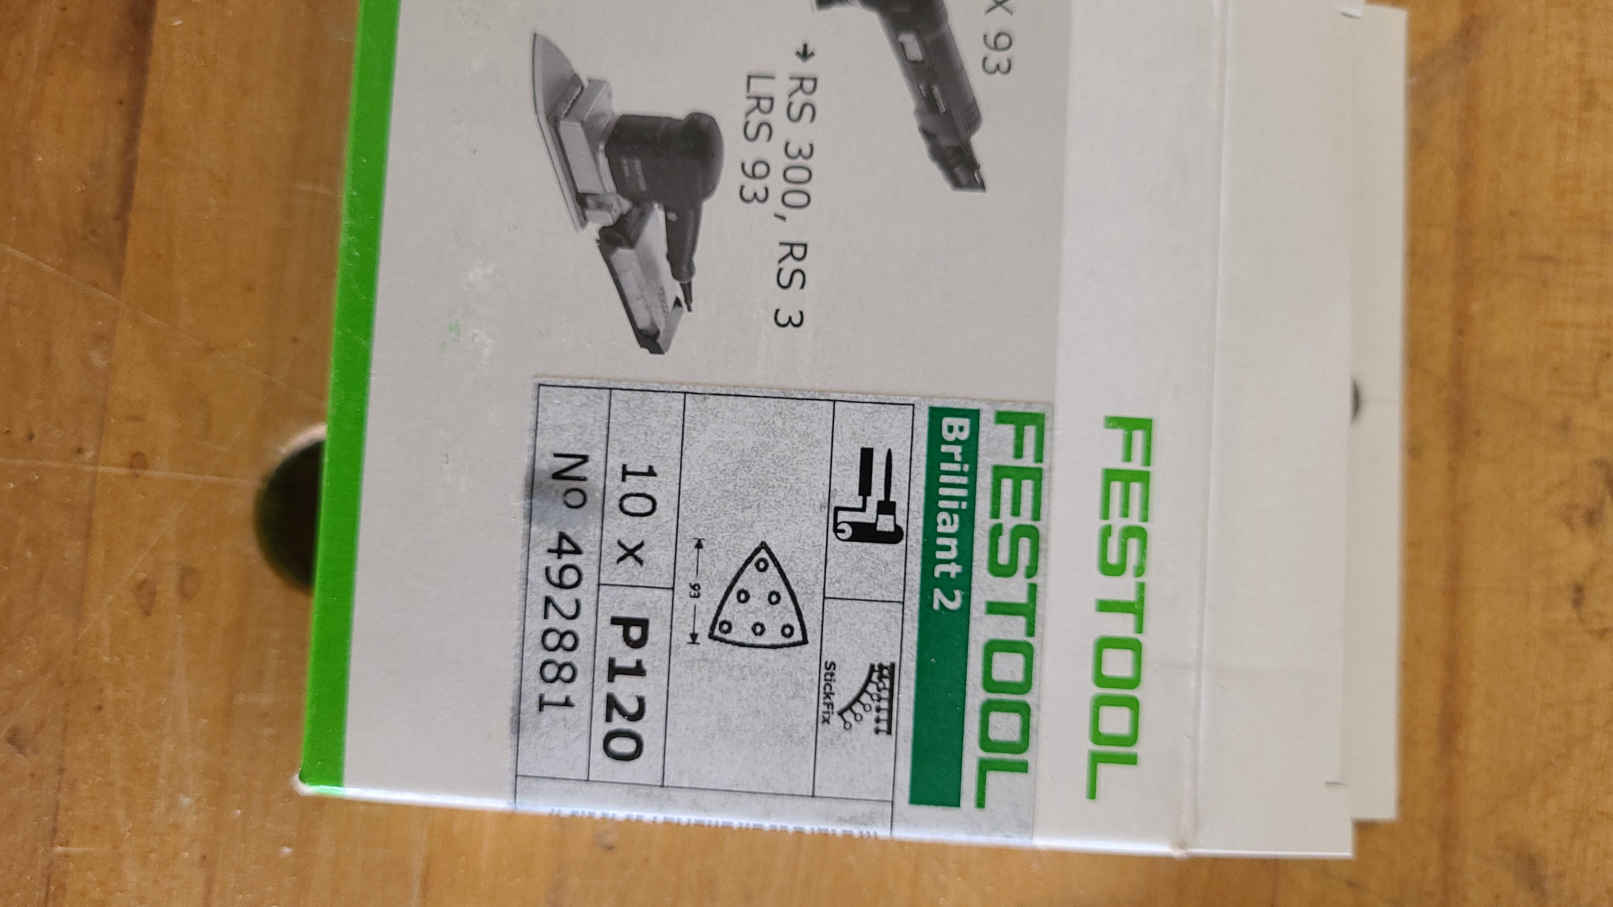 X 93
RS 300, RS 3
LRS 93
FESTOOL
FESTOOL
Brilliant 2
StickFix
93
10 x P120
Nº 492881